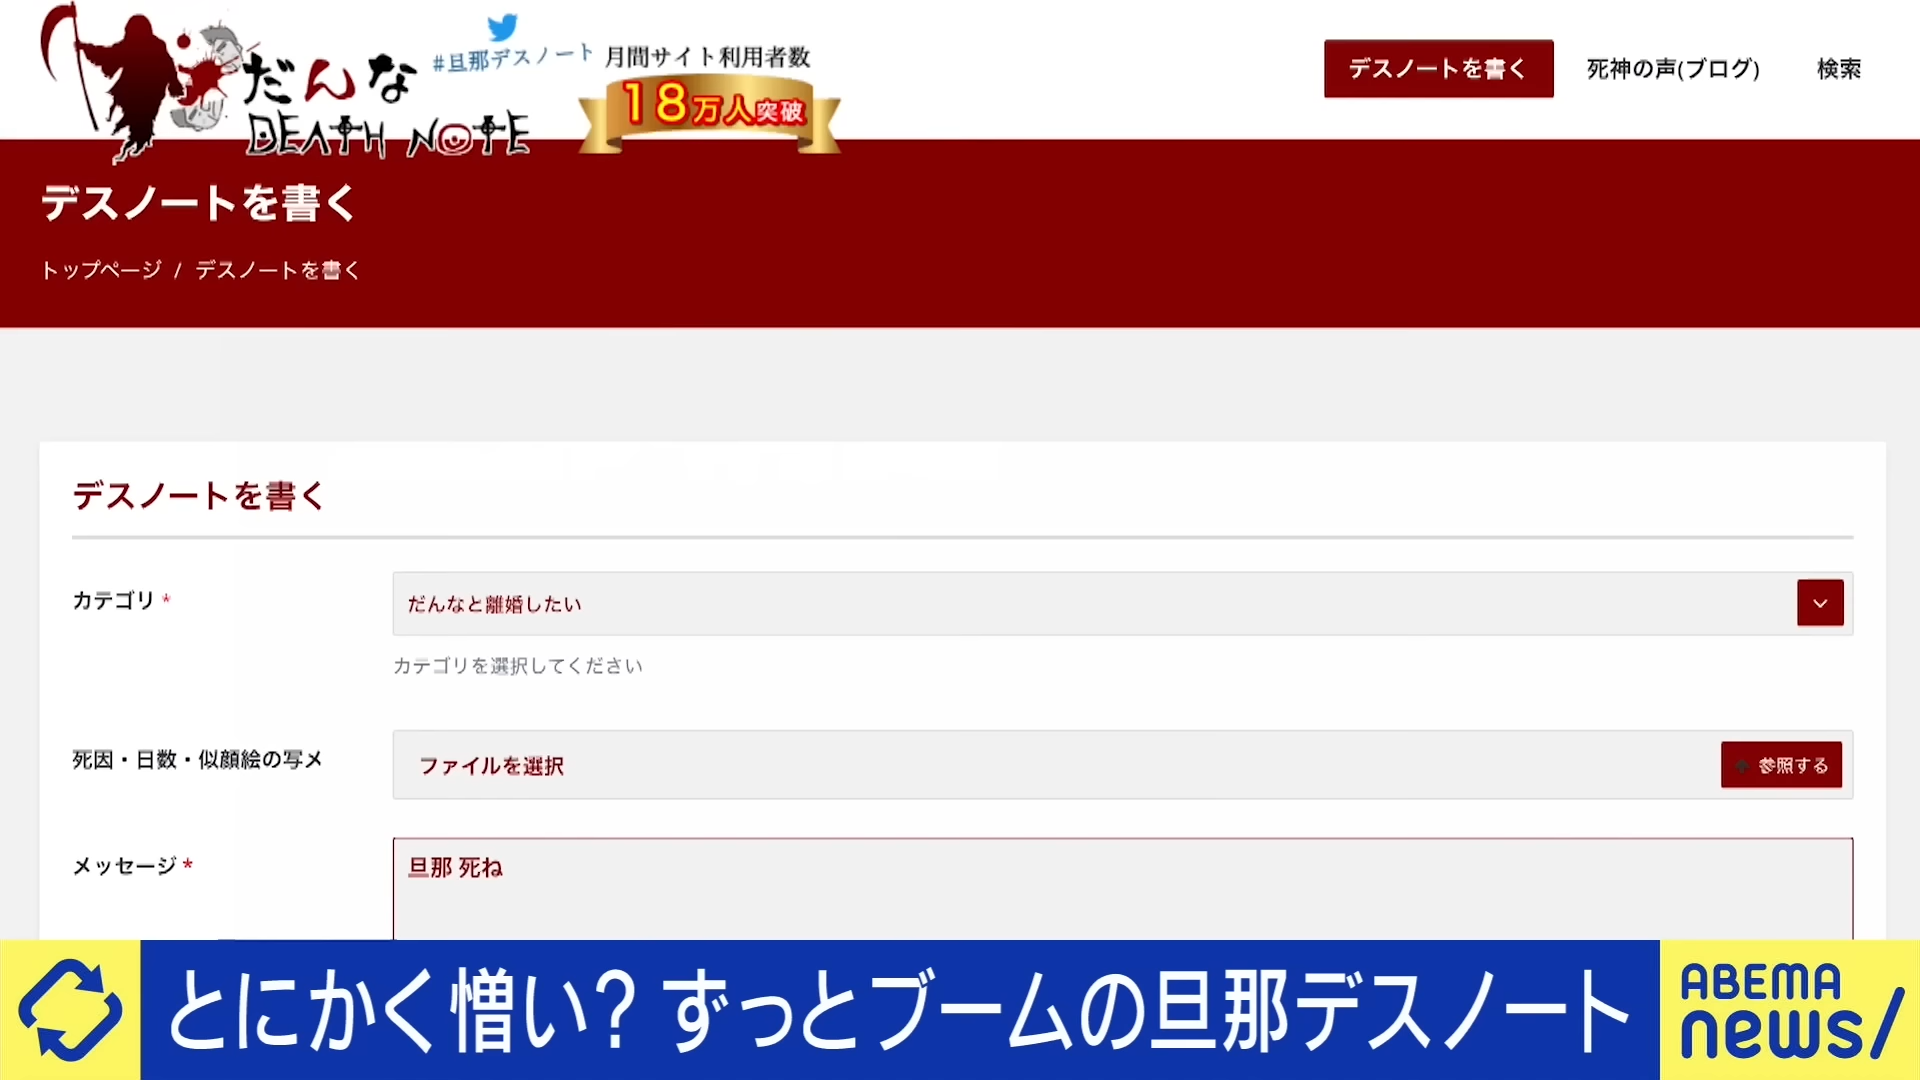 だんな
DEATH NOTE
#旦那デスノート
月間サイト利用者数
18万人突破
デスノートを書く
死神の声(ブログ)
検索
デスノートを書く
トップページ / デスノートを書く
デスノートを書く
カテゴリ *
だんなと離婚したい
カテゴリを選択してください
死因・日数・似顔絵の写メ
ファイルを選択
参照する
メッセージ *
旦那 死ね
とにかく憎い？ずっとブームの旦那デスノート
ABEMA
news/